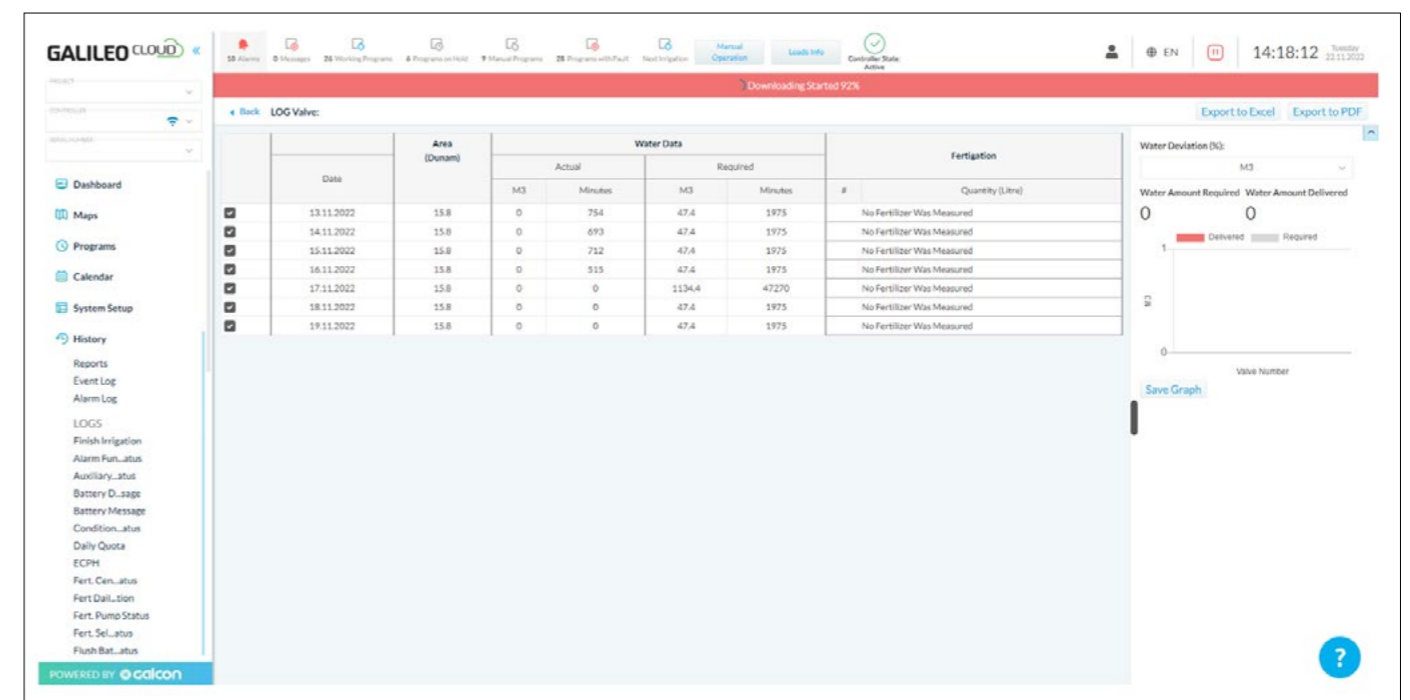 GALILEO CLOUD «
10 Alarms
0 Messages
26 Working Programs
6 Programs on Hold
9 Manual Programs
28 Programs with Fault
Next Irrigation
Manual Operation
Leads Info
Controller State: Active
EN
14:18:12 Tuesday 22.11.2022
Downloading Started 92%
PROJECT
CONTROLLER
SERIAL NUMBER
Back LOG Valve:
Export to Excel Export to PDF
Dashboard
Maps
Programs
Calendar
System Setup
History
Reports
Event Log
Alarm Log
LOGS
Finish Irrigation
Alarm Fun...atus
Auxiliary...atus
Battery D...sage
Battery Message
Condition...atus
Daily Quota
ECPH
Fert. Cen...atus
Fert Dail...tion
Fert. Pump Status
Fert. Sel...atus
Flush Bat...atus
POWERED BY galcon
Date Area (Dunam) Water Data Fertigation
Actual Required
M3 Minutes M3 Minutes # Quantity (Litre)
13.11.2022 15.8 0 754 47.4 1975 No Fertilizer Was Measured
14.11.2022 15.8 0 693 47.4 1975 No Fertilizer Was Measured
15.11.2022 15.8 0 712 47.4 1975 No Fertilizer Was Measured
16.11.2022 15.8 0 515 47.4 1975 No Fertilizer Was Measured
17.11.2022 15.8 0 0 1134.4 47270 No Fertilizer Was Measured
18.11.2022 15.8 0 0 47.4 1975 No Fertilizer Was Measured
19.11.2022 15.8 0 0 47.4 1975 No Fertilizer Was Measured
Water Deviation (%):
M3
Water Amount Required Water Amount Delivered
0 0
Delivered Required
1
0
Valve Number
Save Graph
?